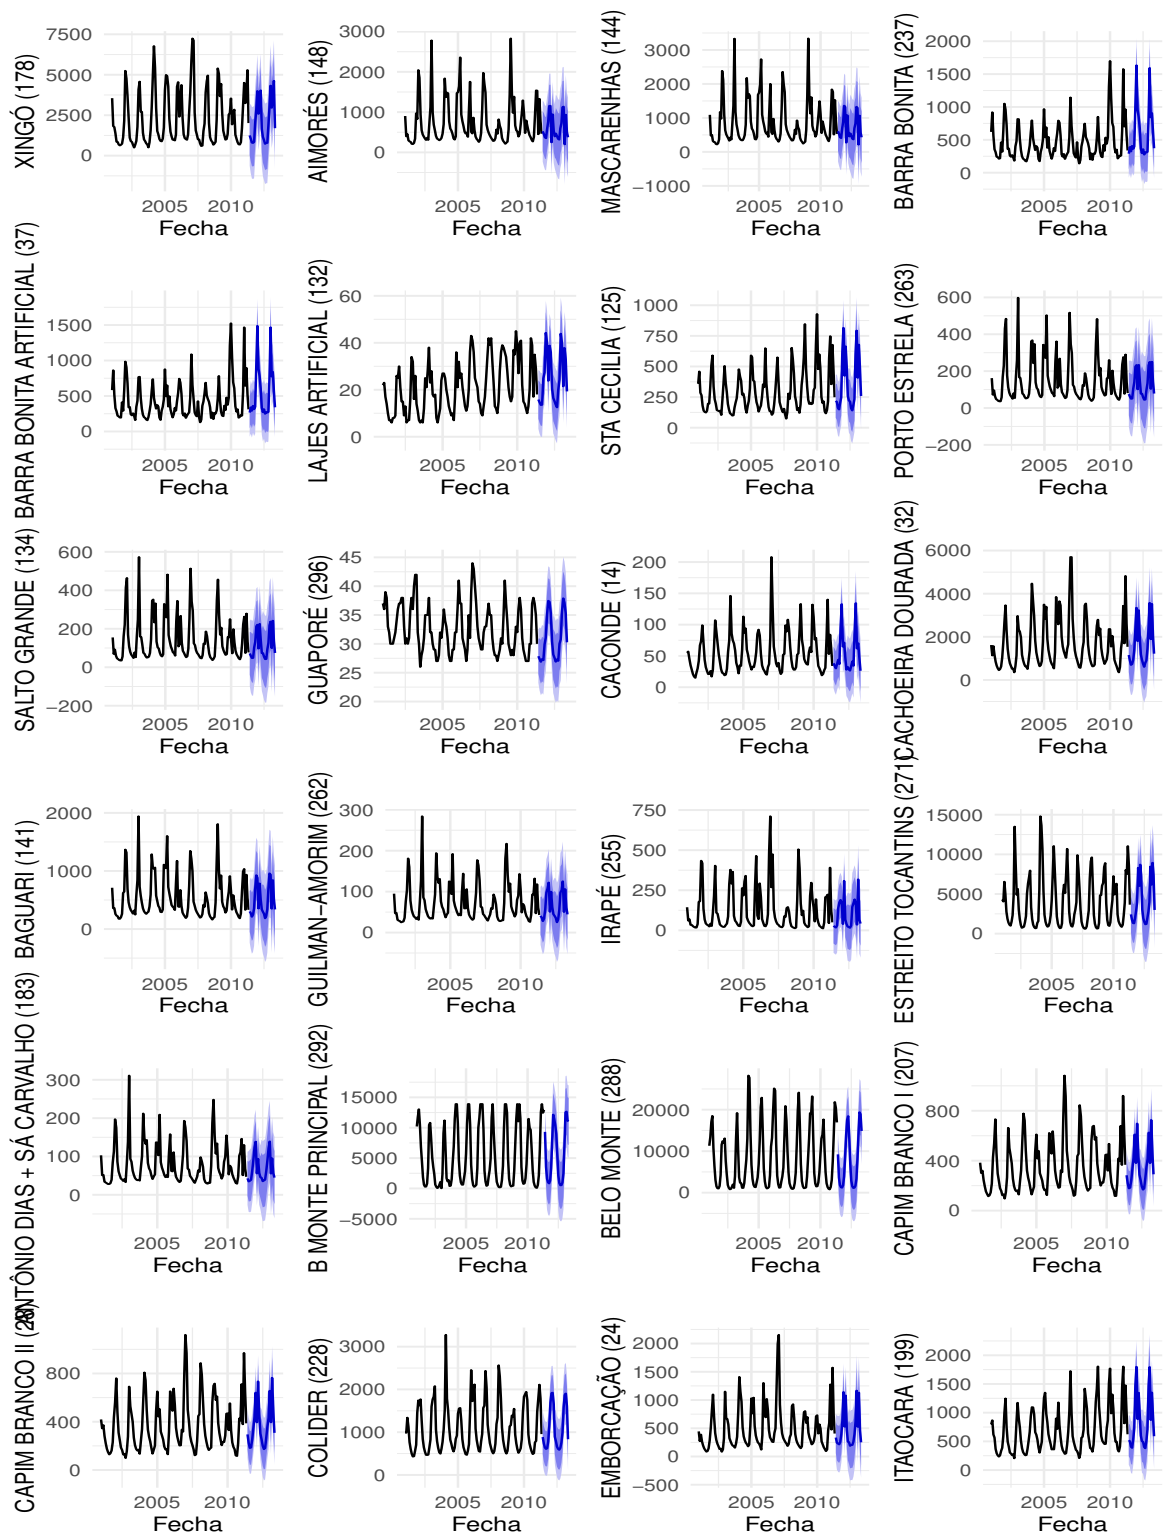 XINGÓ (178)
7500
5000
2500
0
2005 2010
Fecha
AIMORÉS (148)
3000
2000
1000
0
2005 2010
Fecha
MASCARENHAS (144)
3000
2000
1000
0
−1000
2005 2010
Fecha
BARRA BONITA (237)
2000
1500
1000
500
0
2005 2010
Fecha
BARRA BONITA ARTIFICIAL (37)
1500
1000
500
0
2005 2010
Fecha
LAJES ARTIFICIAL (132)
60
40
20
0
2005 2010
Fecha
STA CECILIA (125)
1000
750
500
250
0
2005 2010
Fecha
PORTO ESTRELA (263)
600
400
200
0
−200
2005 2010
Fecha
SALTO GRANDE (134)
600
400
200
0
−200
2005 2010
Fecha
GUAPORÉ (296)
45
40
35
30
25
20
2005 2010
Fecha
CACONDE (14)
200
150
100
50
0
2005 2010
Fecha
CACHOEIRA DOURADA (32)
6000
4000
2000
0
2005 2010
Fecha
BAGUARI (141)
2000
1000
0
2005 2010
Fecha
GUILMAN−AMORIM (262)
300
200
100
0
2005 2010
Fecha
IRAPÉ (255)
750
500
250
0
2005 2010
Fecha
ESTREITO TOCANTINS (271)
15000
10000
5000
0
2005 2010
Fecha
ANTÔNIO DIAS + SÁ CARVALHO (183)
300
200
100
0
2005 2010
Fecha
B MONTE PRINCIPAL (292)
15000
10000
5000
0
−5000
2005 2010
Fecha
BELO MONTE (288)
20000
10000
0
2005 2010
Fecha
CAPIM BRANCO I (207)
800
400
0
2005 2010
Fecha
CAPIM BRANCO II
800
400
0
2005 2010
Fecha
COLIDER (228)
3000
2000
1000
0
2005 2010
Fecha
EMBORCAÇÃO (24)
2000
1500
1000
500
0
−500
2005 2010
Fecha
ITAOCARA (199)
2000
1500
1000
500
0
2005 2010
Fecha